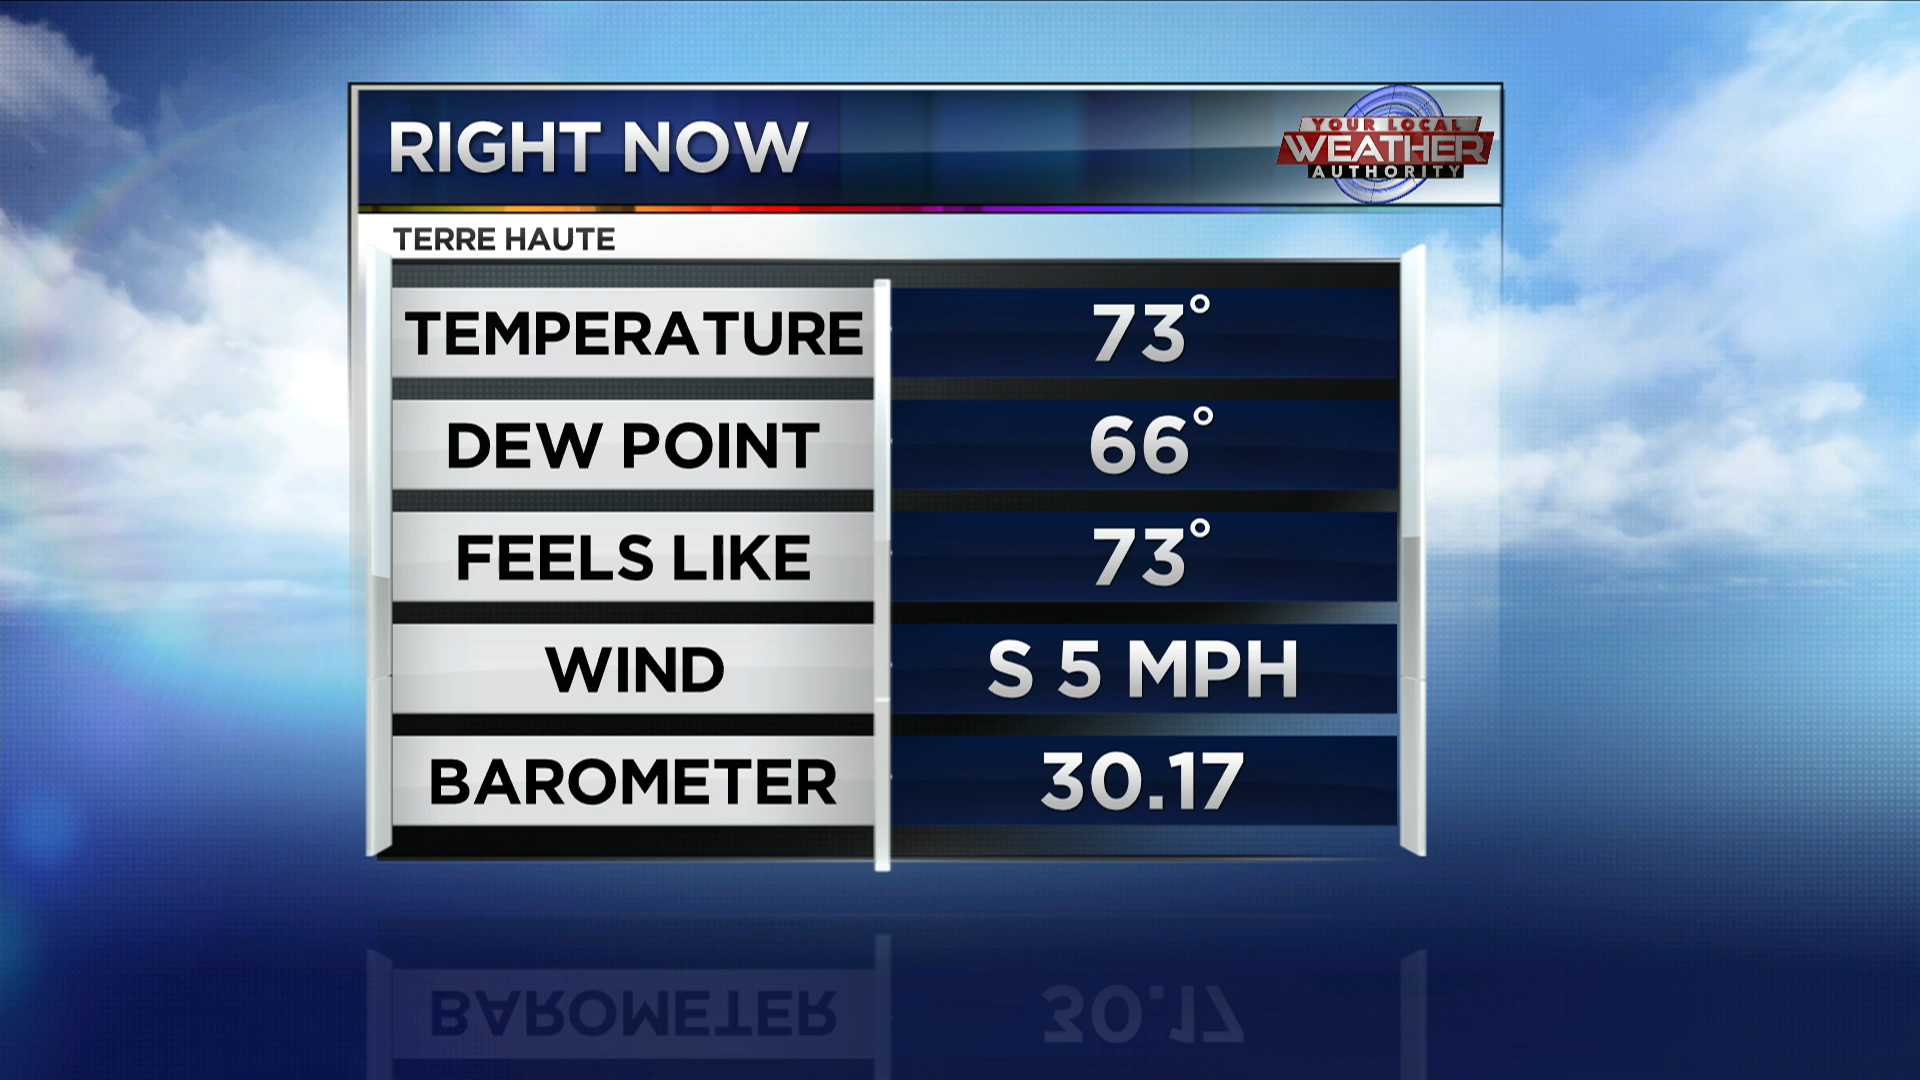 RIGHT NOW
YOUR LOCAL
WEATHER
AUTHORITY
TERRE HAUTE
TEMPERATURE 73°
DEW POINT 66°
FEELS LIKE 73°
WIND S 5 MPH
BAROMETER 30.17